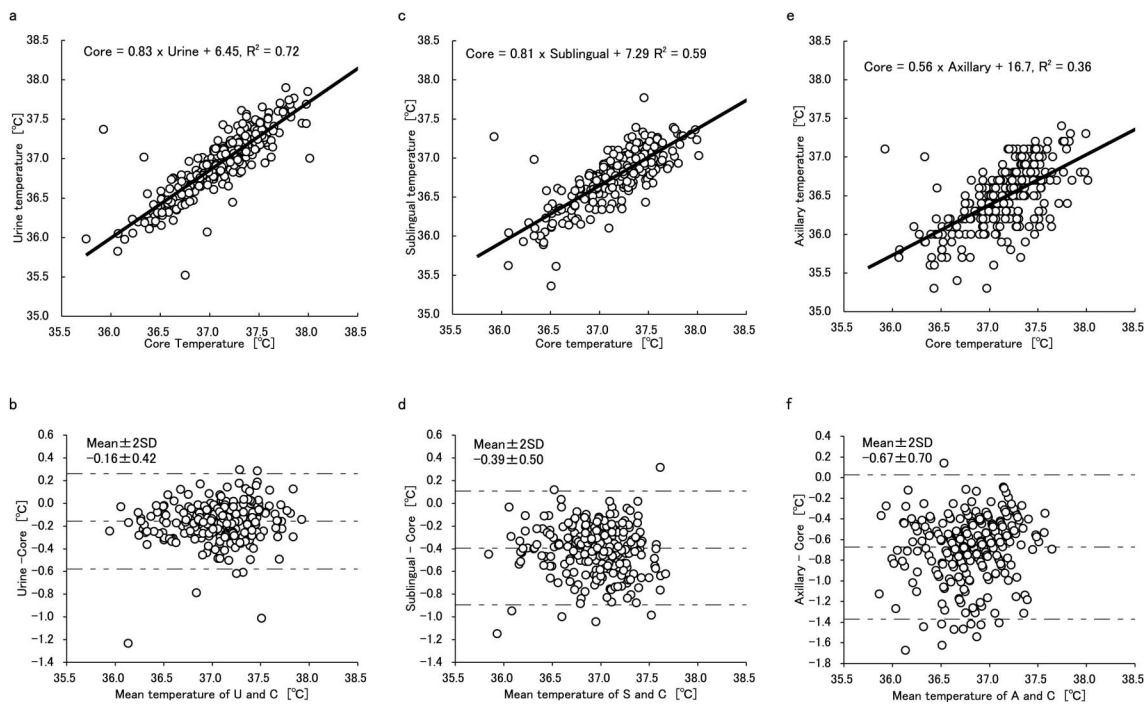 a
Core = 0.83 x Urine + 6.45, R² = 0.72
Urine temperature [℃]
38.5
38.0
37.5
37.0
36.5
36.0
35.5
35.0
35.5 36.0 36.5 37.0 37.5 38.0 38.5
Core Temperature [℃]
c
Core = 0.81 x Sublingual + 7.29 R² = 0.59
Sublingual temperature [℃]
38.5
38.0
37.5
37.0
36.5
36.0
35.5
35.0
35.5 36.0 36.5 37.0 37.5 38.0 38.5
Core temperature [℃]
e
Core = 0.56 x Axillary + 16.7, R² = 0.36
Axillary temperature [℃]
38.5
38.0
37.5
37.0
36.5
36.0
35.5
35.0
35.5 36.0 36.5 37.0 37.5 38.0 38.5
Core temperature [℃]
b
Mean±2SD
−0.16±0.42
Urine −Core [℃]
0.6
0.4
0.2
0.0
−0.2
−0.4
−0.6
−0.8
−1.0
−1.2
−1.4
35.5 36.0 36.5 37.0 37.5 38.0 38.5
Mean temperature of U and C [℃]
d
Mean±2SD
−0.39±0.50
Sublingual − Core [℃]
0.6
0.4
0.2
0.0
−0.2
−0.4
−0.6
−0.8
−1.0
−1.2
−1.4
35.5 36.0 36.5 37.0 37.5 38.0 38.5
Mean temperature of S and C [℃]
f
Mean±2SD
−0.67±0.70
Axillary − Core [℃]
0.4
0.2
0.0
−0.2
−0.4
−0.6
−0.8
−1.0
−1.2
−1.4
−1.6
−1.8
35.5 36.0 36.5 37.0 37.5 38.0 38.5
Mean temperature of A and C [℃]